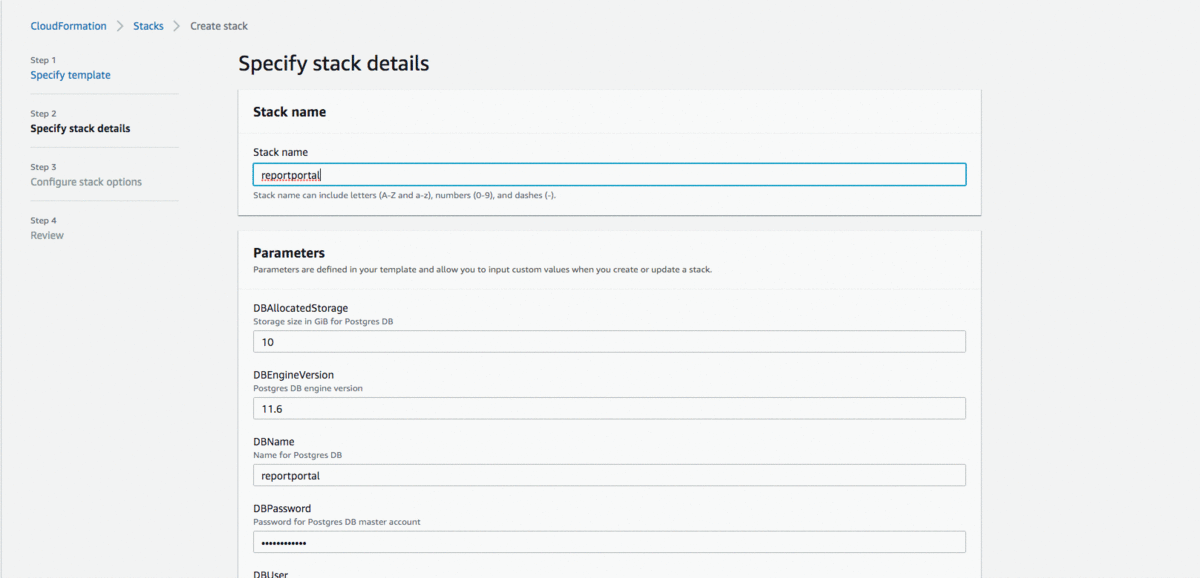 CloudFormation > Stacks > Create stack
Step 1
Specify template
Step 2
Specify stack details
Step 3
Configure stack options
Step 4
Review
Specify stack details
Stack name
Stack name
reportportal
Stack name can include letters (A-Z and a-z), numbers (0-9), and dashes (-).
Parameters
Parameters are defined in your template and allow you to input custom values when you create or update a stack.
DBAllocatedStorage
Storage size in GiB for Postgres DB
10
DBEngineVersion
Postgres DB engine version
11.6
DBName
Name for Postgres DB
reportportal
DBPassword
Password for Postgres DB master account
••••••••••••
DBUser